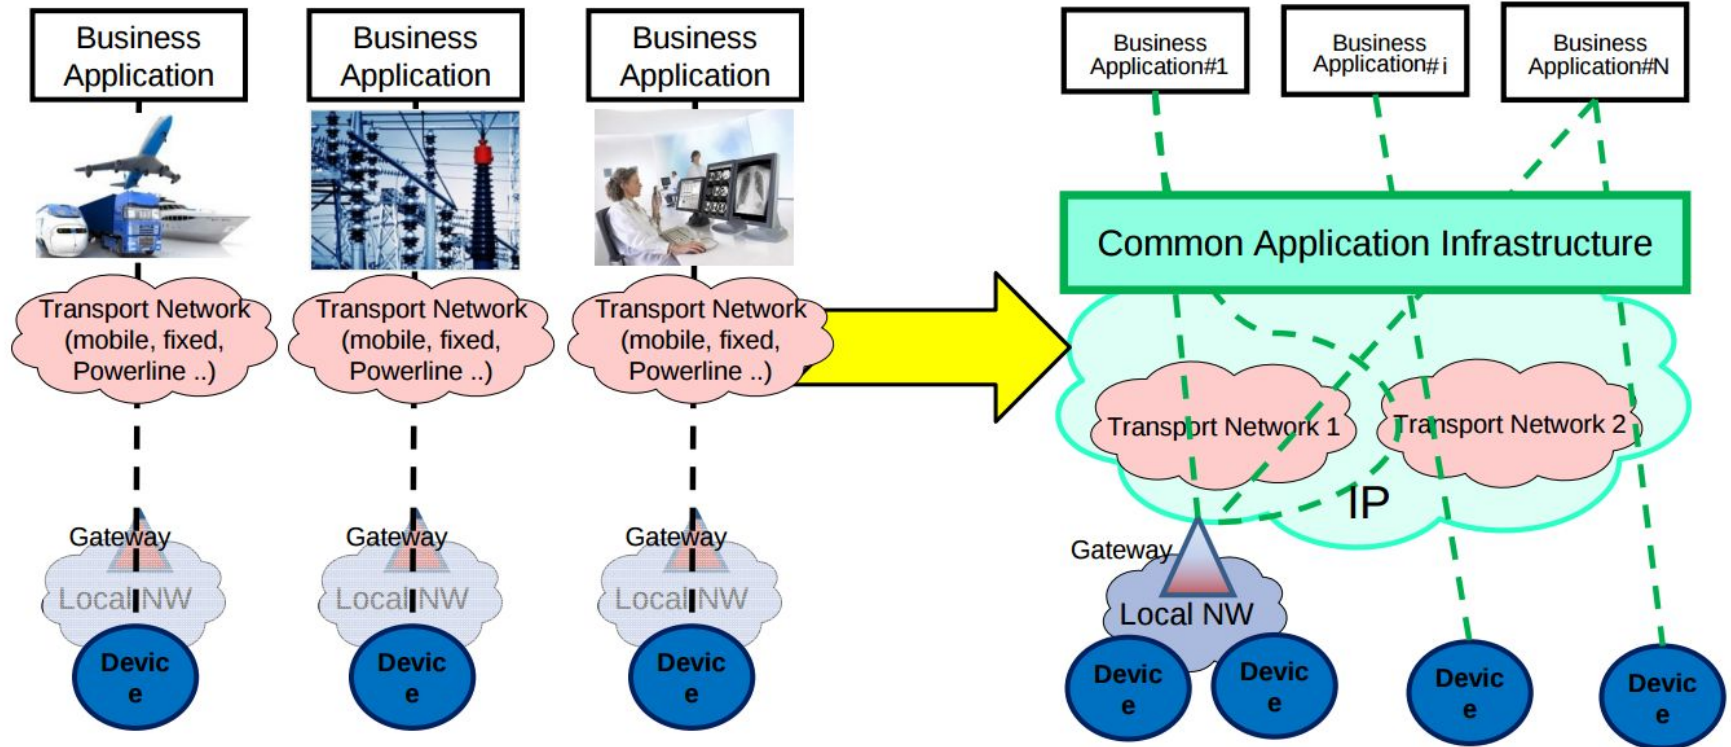 Business
Application
Business
Application
Business
Application
Transport Network
(mobile, fixed,
Powerline ..)
Transport Network
(mobile, fixed,
Powerline ..)
Transport Network
(mobile, fixed,
Powerline ..)
Gateway
Local NW
Gateway
Local NW
Gateway
Local NW
Devic
e
Devic
e
Devic
e
Business
Application#1
Business
Application#i
Business
Application#N
Common Application Infrastructure
Transport Network 1
Transport Network 2
IP
Gateway
Local NW
Devic
e
Devic
e
Devic
e
Devic
e